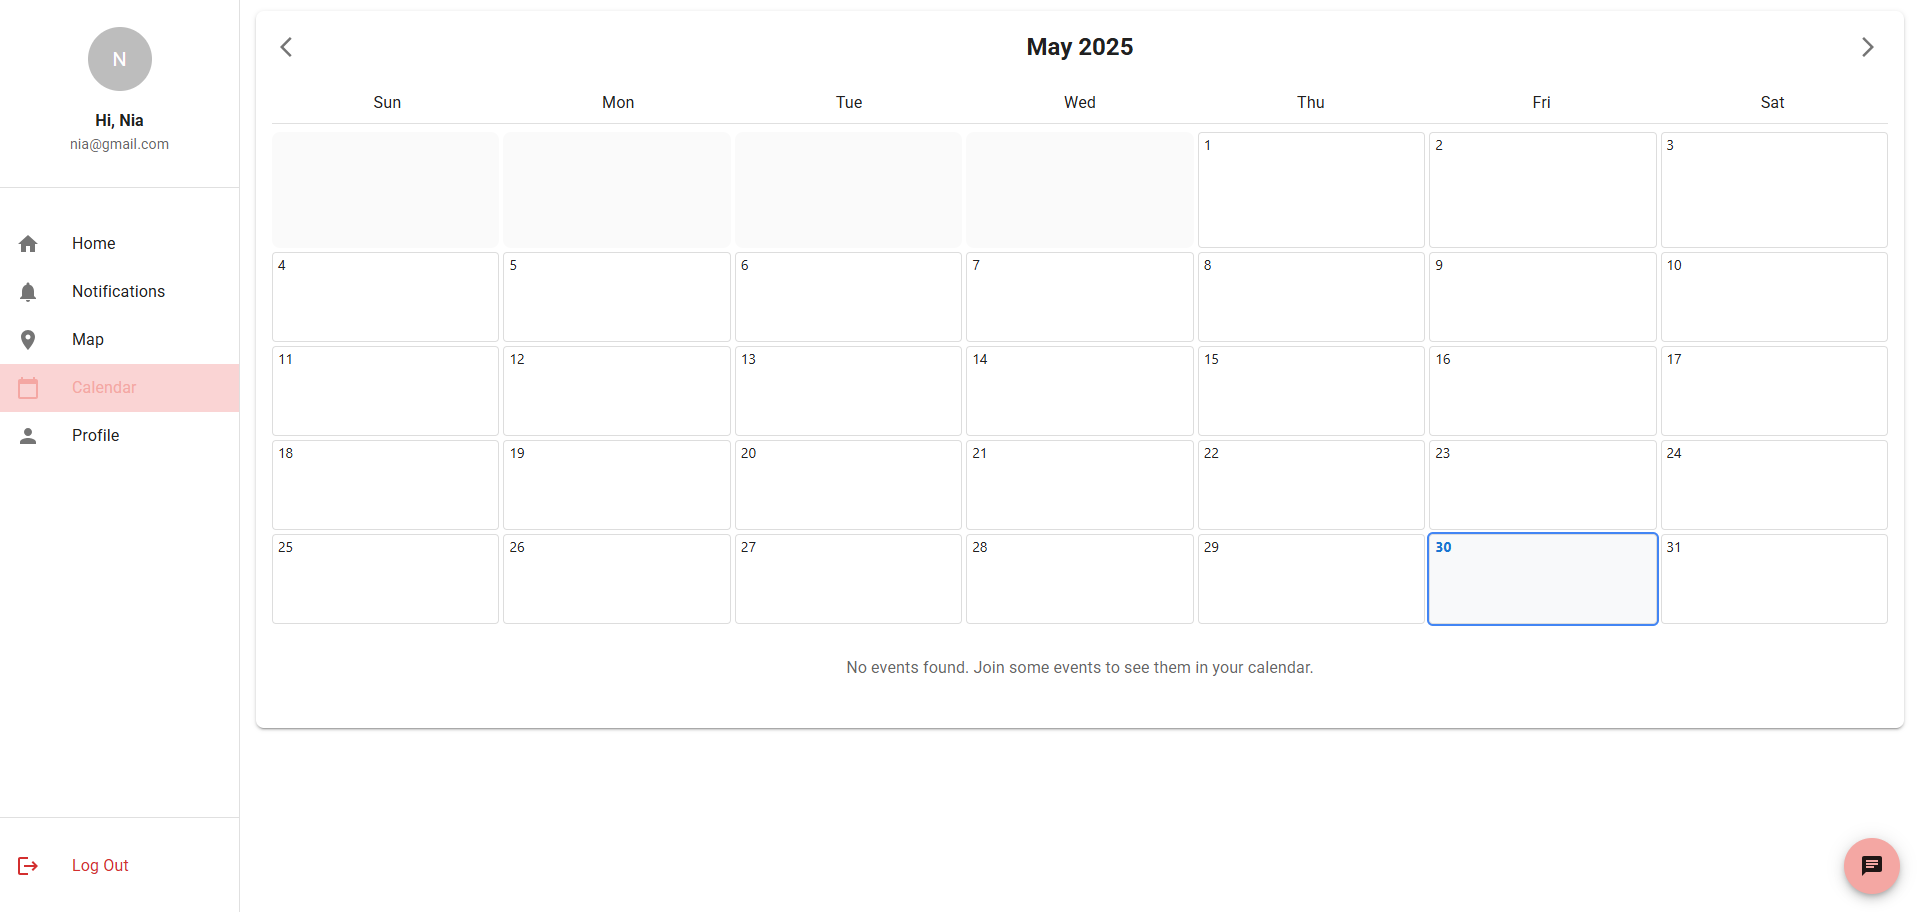 N
Hi, Nia
nia@gmail.com
Home
Notifications
Map
Calendar
Profile
Log Out
May 2025
Sun Mon Tue Wed Thu Fri Sat
1 2 3
4 5 6 7 8 9 10
11 12 13 14 15 16 17
18 19 20 21 22 23 24
25 26 27 28 29 30 31
No events found. Join some events to see them in your calendar.